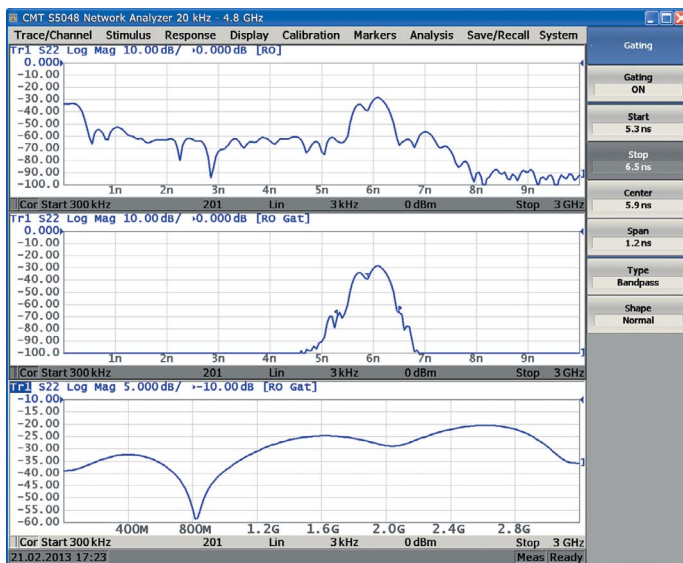 CMT S5048 Network Analyzer 20 kHz - 4.8 GHz
Trace/Channel Stimulus Response Display Calibration Markers Analysis Save/Recall System
Tr1 S22 Log Mag 10.00dB/ ▸0.000dB [RO]
0.000
-10.00
-20.00
-30.00
-40.00
-50.00
-60.00
-70.00
-80.00
-90.00
-100.0
1n 2n 3n 4n 5n 6n 7n 8n 9n
Cor Start 300 kHz 201 Lin 3 kHz 0 dBm Stop 3 GHz
Tr1 S22 Log Mag 10.00dB/ ▸0.000dB [RO Gat]
0.000
-10.00
-20.00
-30.00
-40.00
-50.00
-60.00
-70.00
-80.00
-90.00
-100.0
1n 2n 3n 4n 5n 6n 7n 8n 9n
Cor Start 300 kHz 201 Lin 3 kHz 0 dBm Stop 3 GHz
Tr1 S22 Log Mag 5.000dB/ ▸-10.00dB [RO Gat]
-10.00
-15.00
-20.00
-25.00
-30.00
-35.00
-40.00
-45.00
-50.00
-55.00
-60.00
400M 800M 1.2G 1.6G 2.0G 2.4G 2.8G
Cor Start 300 kHz 201 Lin 3 kHz 0 dBm Stop 3 GHz
21.02.2013 17:23 Meas Ready
Gating
Gating
ON
Start
5.3 ns
Stop
6.5 ns
Center
5.9 ns
Span
1.2 ns
Type
Bandpass
Shape
Normal